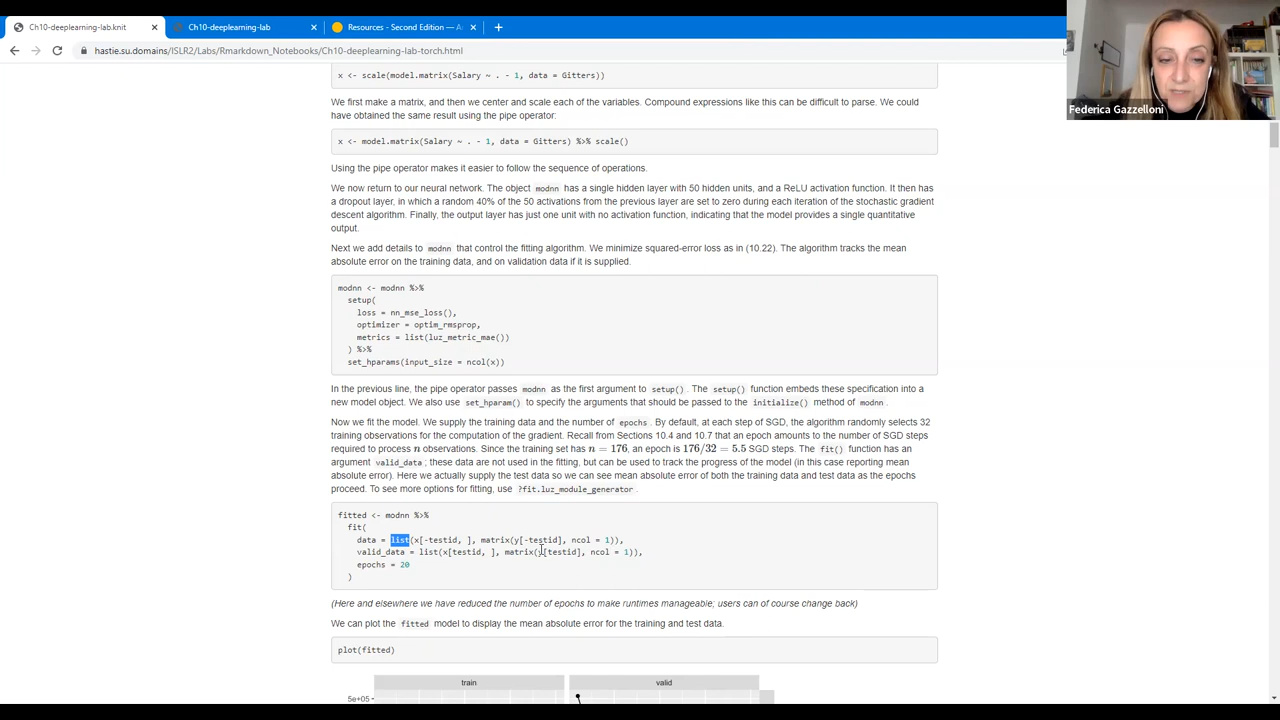 Ch10-deeplearning-lab.knit
Ch10-deeplearning-lab
Resources - Second Edition — A
hastie.su.domains/ISLR2/Labs/Rmarkdown_Notebooks/Ch10-deeplearning-lab-torch.html
Federica Gazzelloni
x <- scale(model.matrix(Salary ~ . - 1, data = Gitters))
We first make a matrix, and then we center and scale each of the variables. Compound expressions like this can be difficult to parse. We could
have obtained the same result using the pipe operator:
x <- model.matrix(Salary ~ . - 1, data = Gitters) %>% scale()
Using the pipe operator makes it easier to follow the sequence of operations.
We now return to our neural network. The object modnn has a single hidden layer with 50 hidden units, and a ReLU activation function. It then has
a dropout layer, in which a random 40% of the 50 activations from the previous layer are set to zero during each iteration of the stochastic gradient
descent algorithm. Finally, the output layer has just one unit with no activation function, indicating that the model provides a single quantitative
output.
Next we add details to modnn that control the fitting algorithm. We minimize squared-error loss as in (10.22). The algorithm tracks the mean
absolute error on the training data, and on validation data if it is supplied.
modnn <- modnn %>%
setup(
loss = nn_mse_loss(),
optimizer = optim_rmsprop,
metrics = list(luz_metric_mae())
) %>%
set_hparams(input_size = ncol(x))
In the previous line, the pipe operator passes modnn as the first argument to setup(). The setup() function embeds these specification into a
new model object. We also use set_hparam() to specify the arguments that should be passed to the initialize() method of modnn.
Now we fit the model. We supply the training data and the number of epochs. By default, at each step of SGD, the algorithm randomly selects 32
training observations for the computation of the gradient. Recall from Sections 10.4 and 10.7 that an epoch amounts to the number of SGD steps
required to process n observations. Since the training set has n = 176, an epoch is 176/32 = 5.5 SGD steps. The fit() function has an
argument valid_data; these data are not used in the fitting, but can be used to track the progress of the model (in this case reporting mean
absolute error). Here we actually supply the test data so we can see mean absolute error of both the training data and test data as the epochs
proceed. To see more options for fitting, use ?fit.luz_module_generator.
fitted <- modnn %>%
fit(
data = list(x[-testid, ], matrix(y[-testid], ncol = 1)),
valid_data = list(x[testid, ], matrix(y[testid], ncol = 1)),
epochs = 20
)
(Here and elsewhere we have reduced the number of epochs to make runtimes manageable; users can of course change back)
We can plot the fitted model to display the mean absolute error for the training and test data.
plot(fitted)
train
valid
5e+05